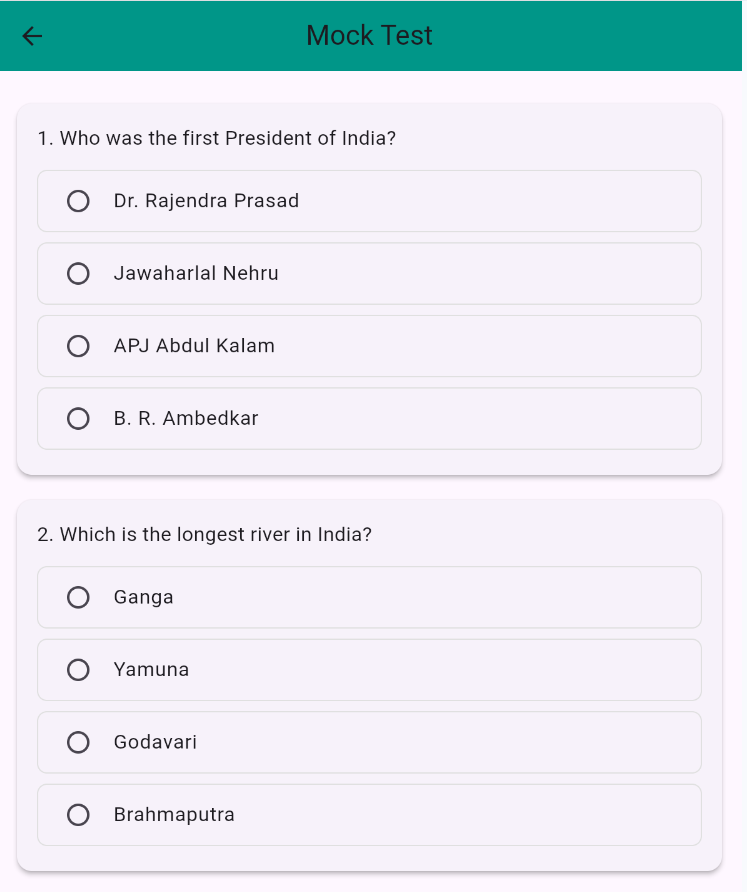 Mock Test
1. Who was the first President of India?
Dr. Rajendra Prasad
Jawaharlal Nehru
APJ Abdul Kalam
B. R. Ambedkar
2. Which is the longest river in India?
Ganga
Yamuna
Godavari
Brahmaputra